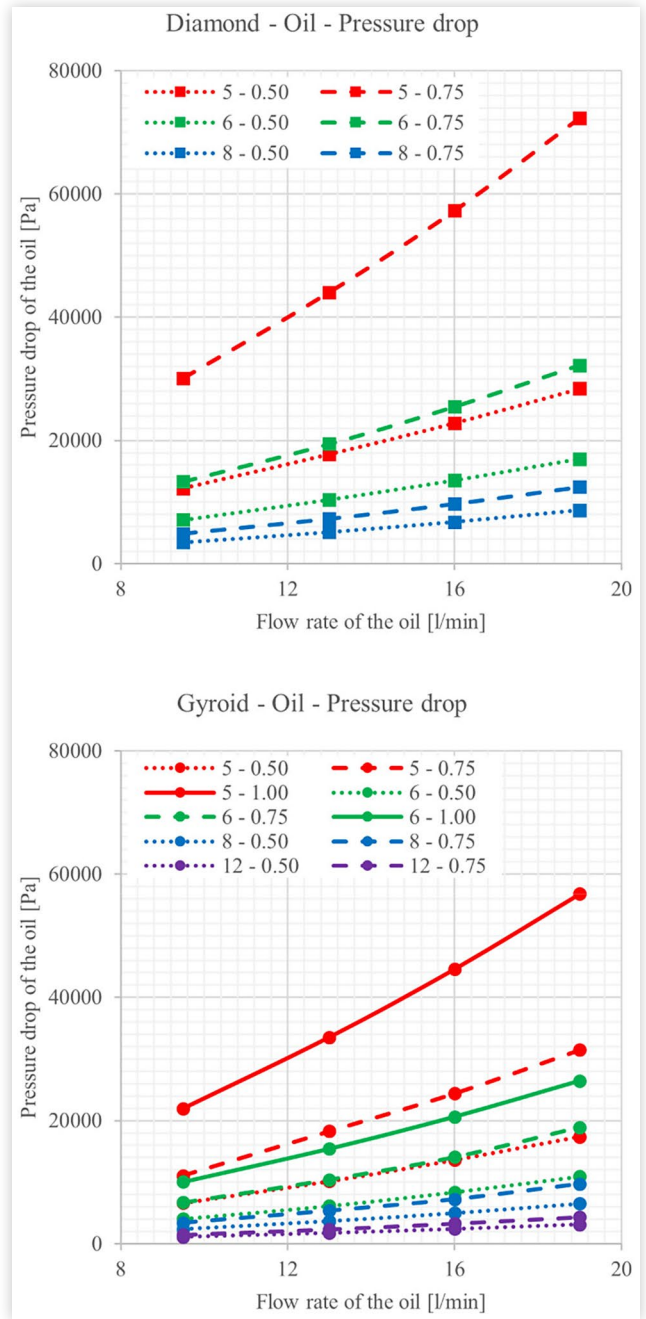 Diamond - Oil - Pressure drop
80000
5 - 0.50 5 - 0.75
6 - 0.50 6 - 0.75
8 - 0.50 8 - 0.75
60000
40000
20000
0
Pressure drop of the oil [Pa]
8 12 16 20
Flow rate of the oil [l/min]
Gyroid - Oil - Pressure drop
80000
5 - 0.50 5 - 0.75
5 - 1.00 6 - 0.50
6 - 0.75 6 - 1.00
8 - 0.50 8 - 0.75
12 - 0.50 12 - 0.75
60000
40000
20000
0
Pressure drop of the oil [Pa]
8 12 16 20
Flow rate of the oil [l/min]